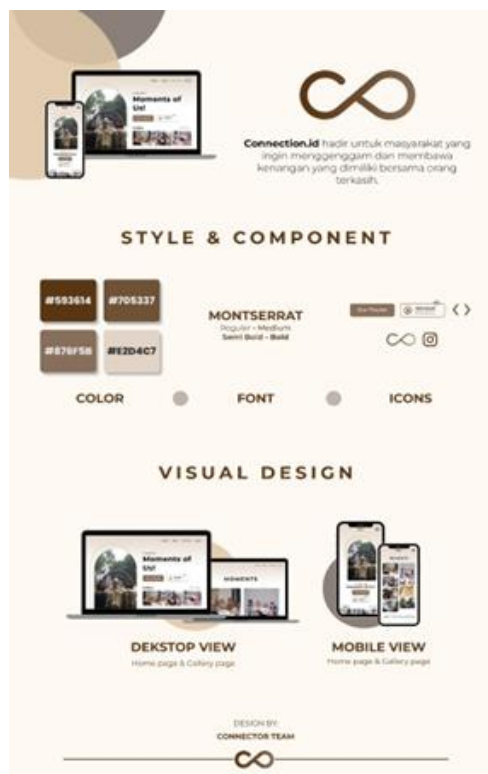 Moments of
Us!
Connection.id hadir untuk masyarakat yang
ingin menggenggam dan membawa
kenangan yang dimiliki bersama orang
terkasih.
STYLE & COMPONENT
#593614 #705337
#876F5B #E2D4C7
MONTSERRAT
Reguler - Medium
Semi Bold - Bold
COLOR FONT ICONS
VISUAL DESIGN
Moments of
Us!
MOMENTS
DEKSTOP VIEW
Home page & Gallery page
MOBILE VIEW
Home page & Gallery page
DESIGN BY:
CONNECTOR TEAM